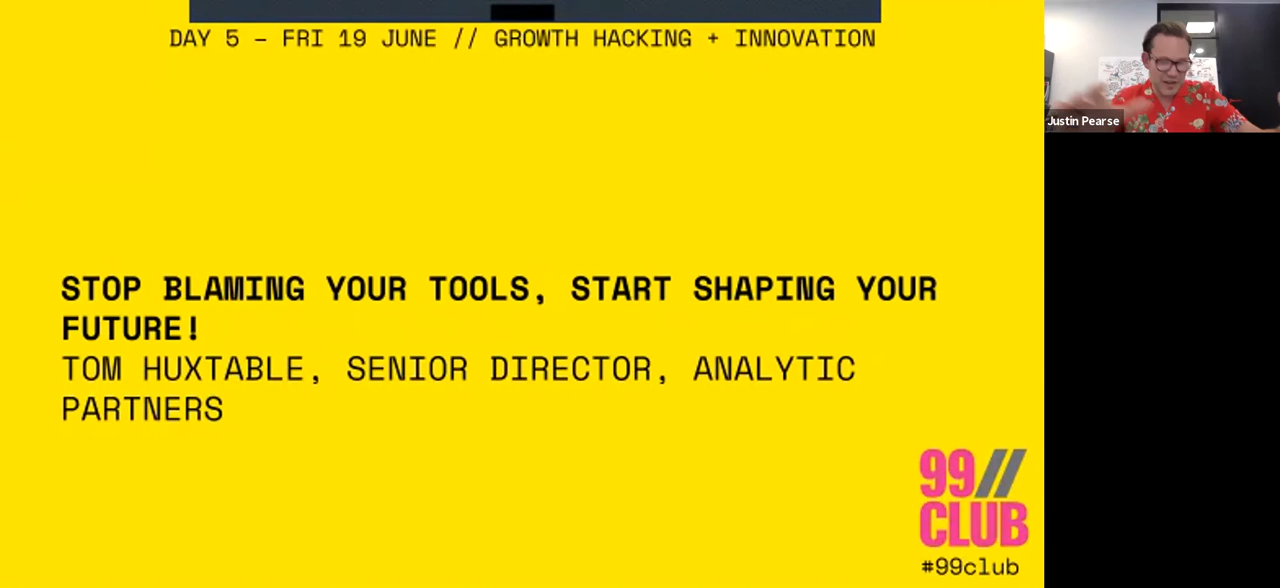 DAY 5 – FRI 19 JUNE // GROWTH HACKING + INNOVATION
Justin Pearse
STOP BLAMING YOUR TOOLS, START SHAPING YOUR
FUTURE!
TOM HUXTABLE, SENIOR DIRECTOR, ANALYTIC
PARTNERS
99//
CLUB
#99club